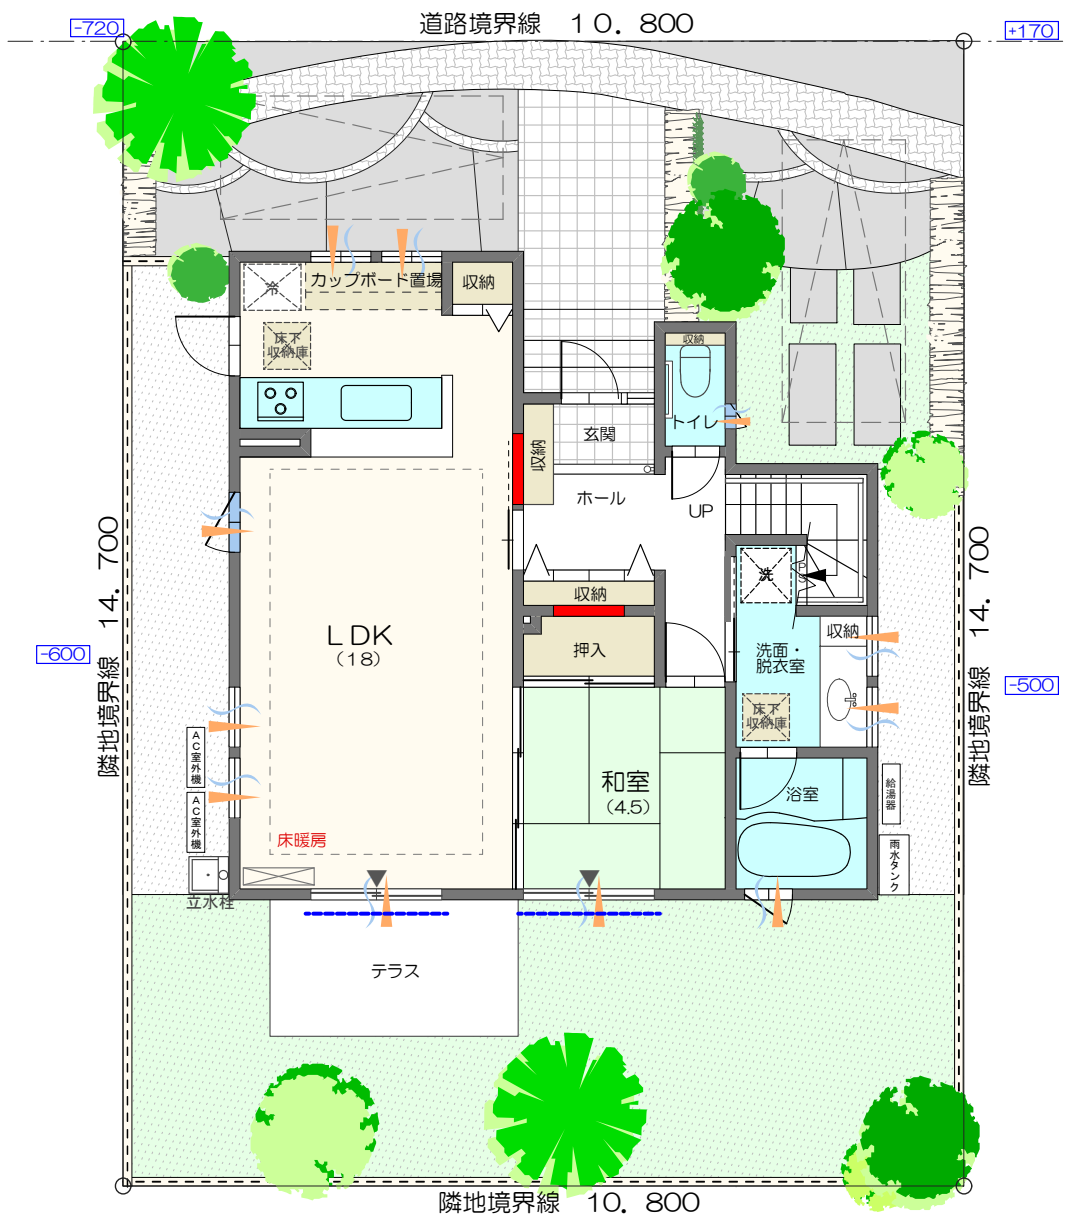 道路境界線 10.800
-720
+170
冷
カップボード置場
収納
床下
収納庫
収納
トイレ
玄関
収納
ホール
UP
洗
PS
収納
押入
LDK
(18)
洗面・
脱衣室
収納
床下
収納庫
隣地境界線 14.700
-600
隣地境界線 14.700
-500
AC室外機
AC室外機
和室
(4.5)
浴室
給湯器
雨水タンク
床暖房
立水栓
テラス
隣地境界線 10.800